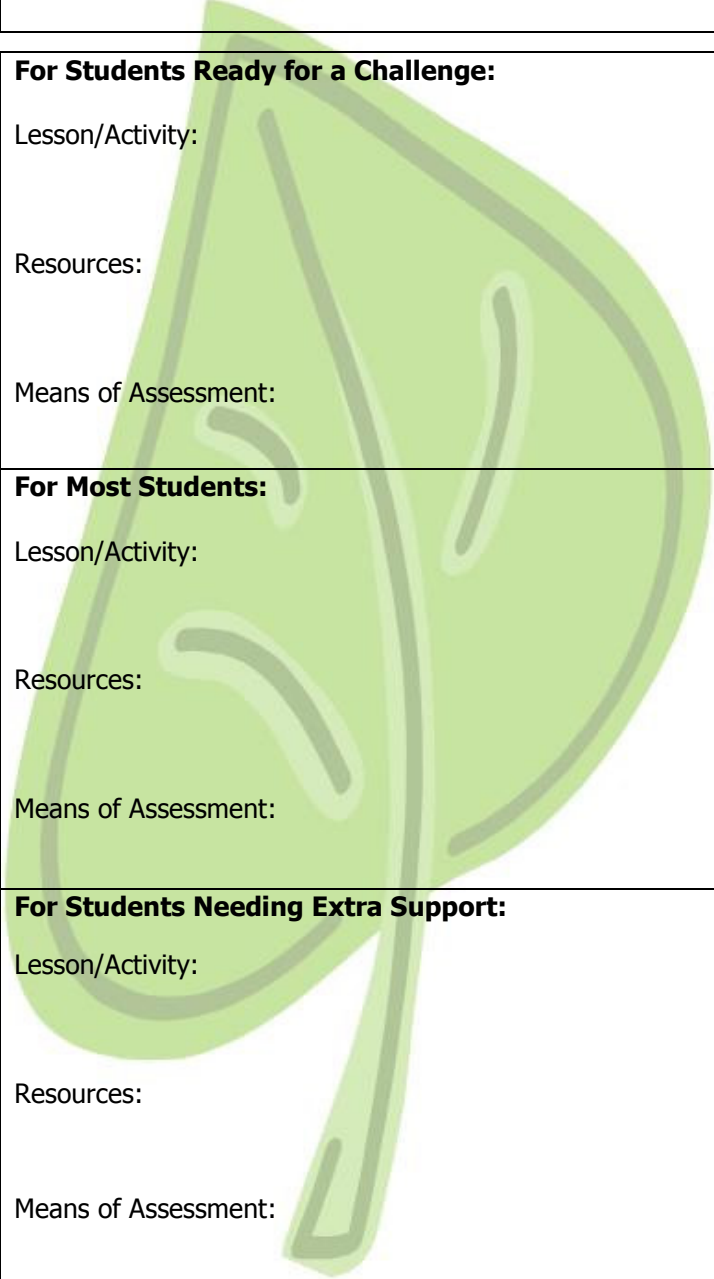 For Students Ready for a Challenge:
Lesson/Activity:
Resources:
Means of Assessment:
For Most Students:
Lesson/Activity:
Resources:
Means of Assessment:
For Students Needing Extra Support:
Lesson/Activity:
Resources:
Means of Assessment: